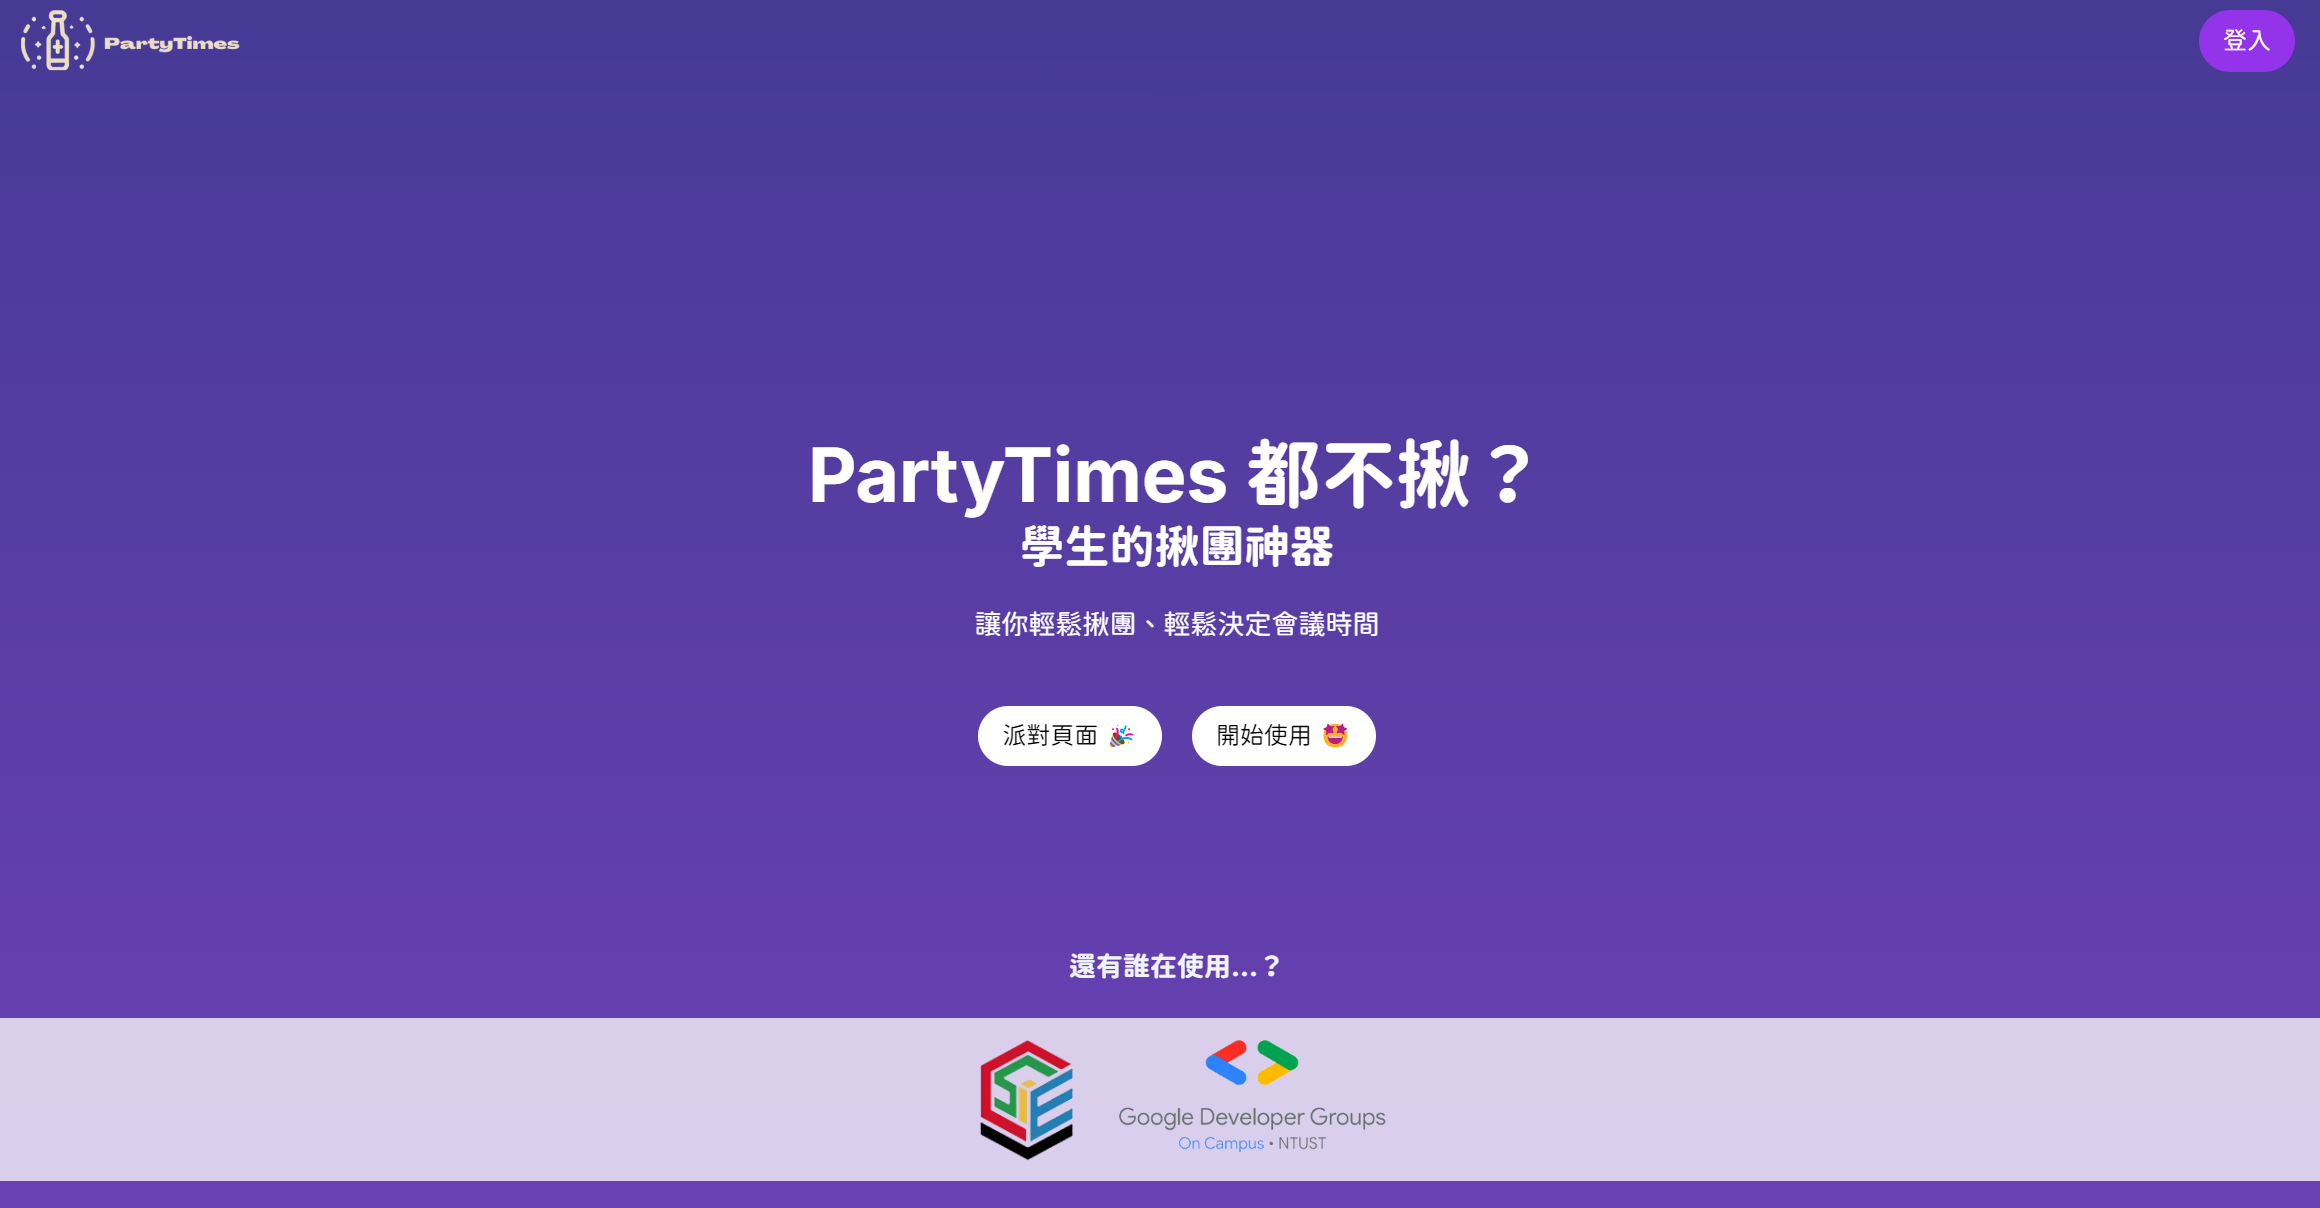 PartyTimes
登入
PartyTimes 都不揪？
學生的揪團神器
讓你輕鬆揪團、輕鬆決定會議時間
派對頁面 🎉
開始使用 🤩
還有誰在使用...？
CSIE
Google Developer Groups
On Campus • NTUST